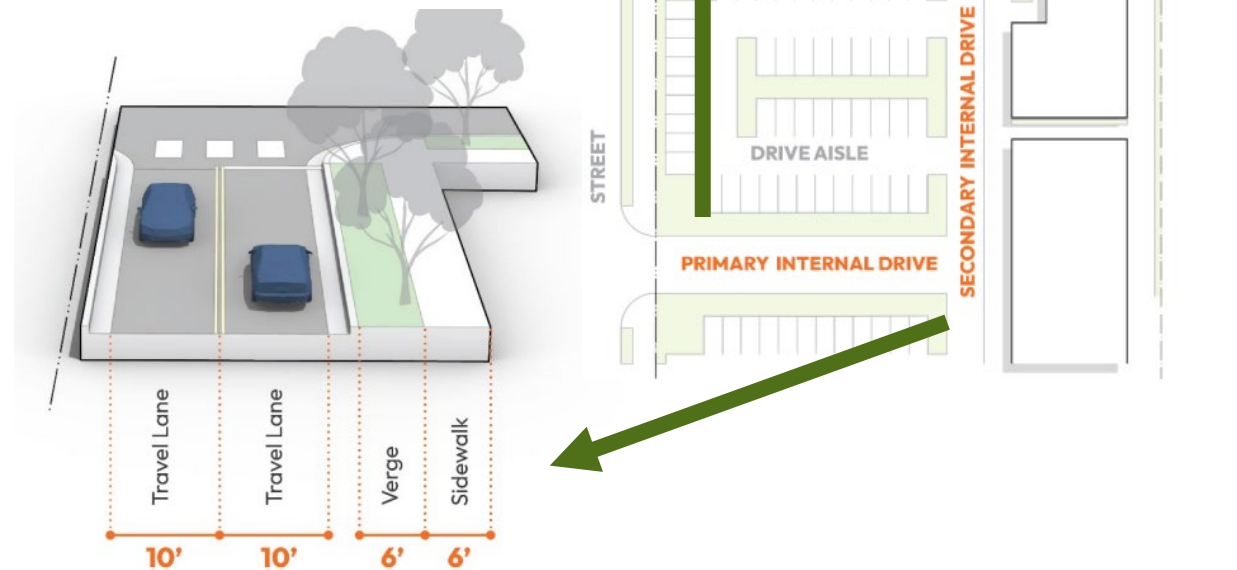 Travel Lane
Travel Lane
Verge
Sidewalk
10’
10’
6’
6’
STREET
DRIVE AISLE
PRIMARY INTERNAL DRIVE
SECONDARY INTERNAL DRIVE